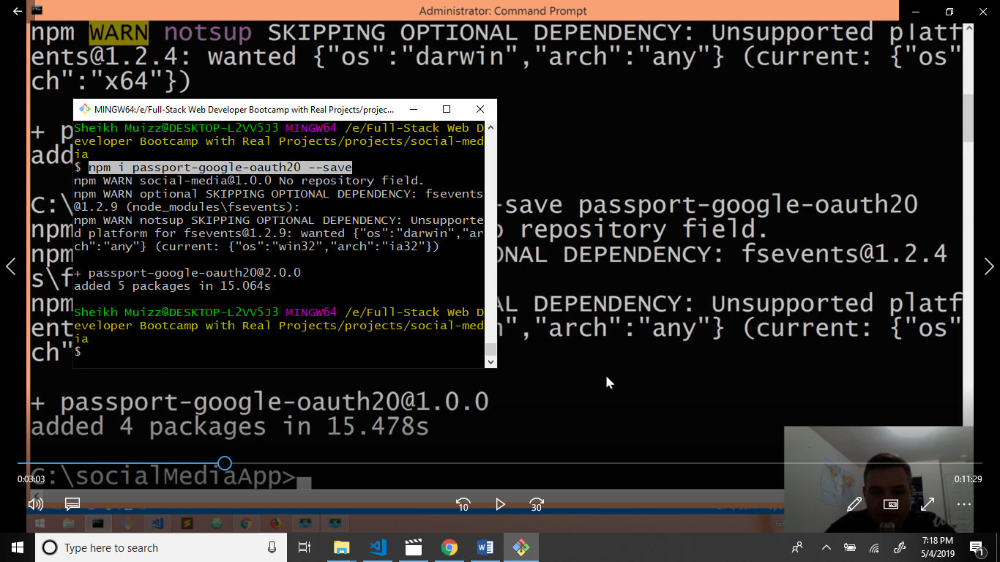 Administrator: Command Prompt
npm WARN notsup SKIPPING OPTIONAL DEPENDENCY: Unsupported platf
ents@1.2.4: wanted {"os":"darwin","arch":"any"} (current: {"os"
ch":"x64"})
+ p
adde
MINGW64:/e/Full-Stack Web Developer Bootcamp with Real Projects/projec...
Sheikh Muizz@DESKTOP-L2VV5J3 MINGW64 /e/Full-Stack Web D
eveloper Bootcamp with Real Projects/projects/social-med
ia
$ npm i passport-google-oauth20 --save
npm WARN social-media@1.0.0 No repository field.
npm WARN optional SKIPPING OPTIONAL DEPENDENCY: fsevents
@1.2.9 (node_modules\fsevents):
npm WARN notsup SKIPPING OPTIONAL DEPENDENCY: Unsupporte
d platform for fsevents@1.2.9: wanted {"os":"darwin","ar
ch":"any"} (current: {"os":"win32","arch":"ia32"})
+ passport-google-oauth20@2.0.0
added 5 packages in 15.064s
Sheikh Muizz@DESKTOP-L2VV5J3 MINGW64 /e/Full-Stack Web D
eveloper Bootcamp with Real Projects/projects/social-med
ia
$
C:\ -save passport-google-oauth20
npm repository field.
npm NAL DEPENDENCY: fsevents@1.2.4
s\f
npm L DEPENDENCY: Unsupported platf
ent ","arch":"any"} (current: {"os"
ch"
+ passport-google-oauth20@1.0.0
added 4 packages in 15.478s
C:\socialMediaApp>
0:03:03
0:11:29
10
30
Udemy
Type here to search
7:18 PM
5/4/2019
1